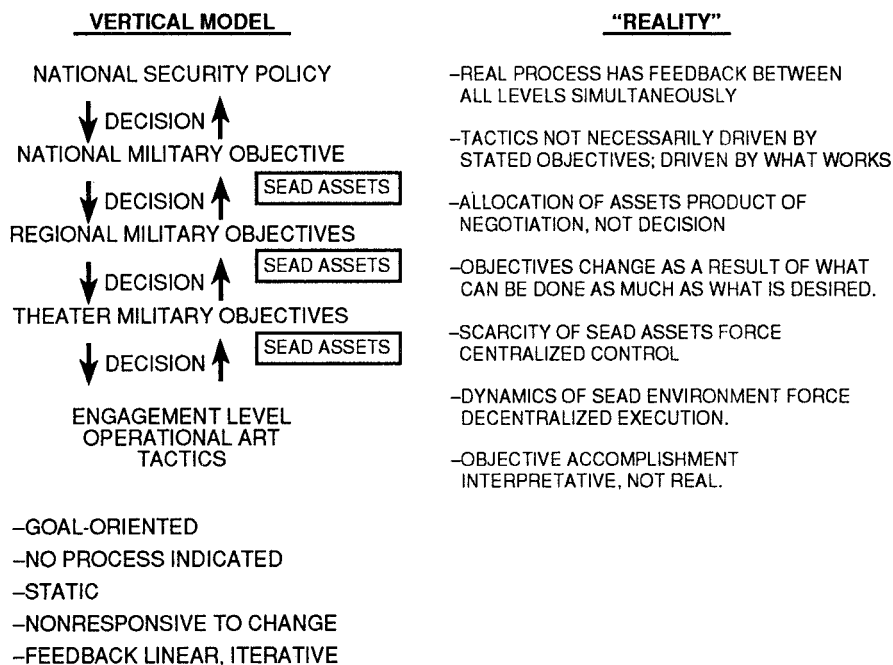 VERTICAL MODEL
NATIONAL SECURITY POLICY
DECISION
NATIONAL MILITARY OBJECTIVE
SEAD ASSETS
DECISION
REGIONAL MILITARY OBJECTIVES
SEAD ASSETS
DECISION
THEATER MILITARY OBJECTIVES
SEAD ASSETS
DECISION
ENGAGEMENT LEVEL
OPERATIONAL ART
TACTICS
–GOAL-ORIENTED
–NO PROCESS INDICATED
–STATIC
–NONRESPONSIVE TO CHANGE
–FEEDBACK LINEAR, ITERATIVE
“REALITY”
–REAL PROCESS HAS FEEDBACK BETWEEN
ALL LEVELS SIMULTANEOUSLY
–TACTICS NOT NECESSARILY DRIVEN BY
STATED OBJECTIVES; DRIVEN BY WHAT WORKS
–ALLOCATION OF ASSETS PRODUCT OF
NEGOTIATION, NOT DECISION
–OBJECTIVES CHANGE AS A RESULT OF WHAT
CAN BE DONE AS MUCH AS WHAT IS DESIRED.
–SCARCITY OF SEAD ASSETS FORCE
CENTRALIZED CONTROL
–DYNAMICS OF SEAD ENVIRONMENT FORCE
DECENTRALIZED EXECUTION.
–OBJECTIVE ACCOMPLISHMENT
INTERPRETATIVE, NOT REAL.